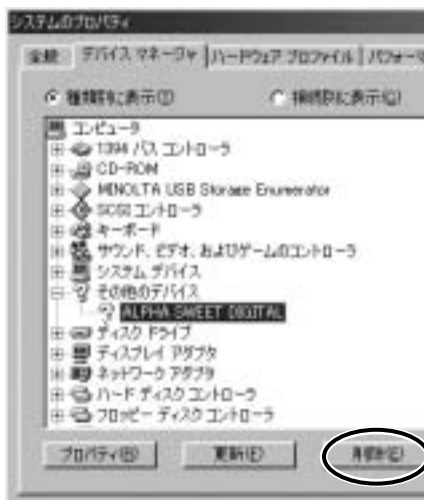 システムのプロパティ
全般 デバイス マネージャ ハードウェア プロファイル パフォーマ
種類別に表示(T) 接続別に表示(C)
コンピュータ
1394 バス コントローラ
CD-ROM
MINOLTA USB Storage Enumerator
SCSI コントローラ
キーボード
サウンド、ビデオ、およびゲームのコントローラ
システム デバイス
その他のデバイス
ALPHA SWEET DIGITAL
ディスク ドライブ
ディスプレイ アダプタ
ネットワーク アダプタ
ハード ディスク コントローラ
フロッピー ディスク コントローラ
プロパティ(R) 更新(F) 削除(E)